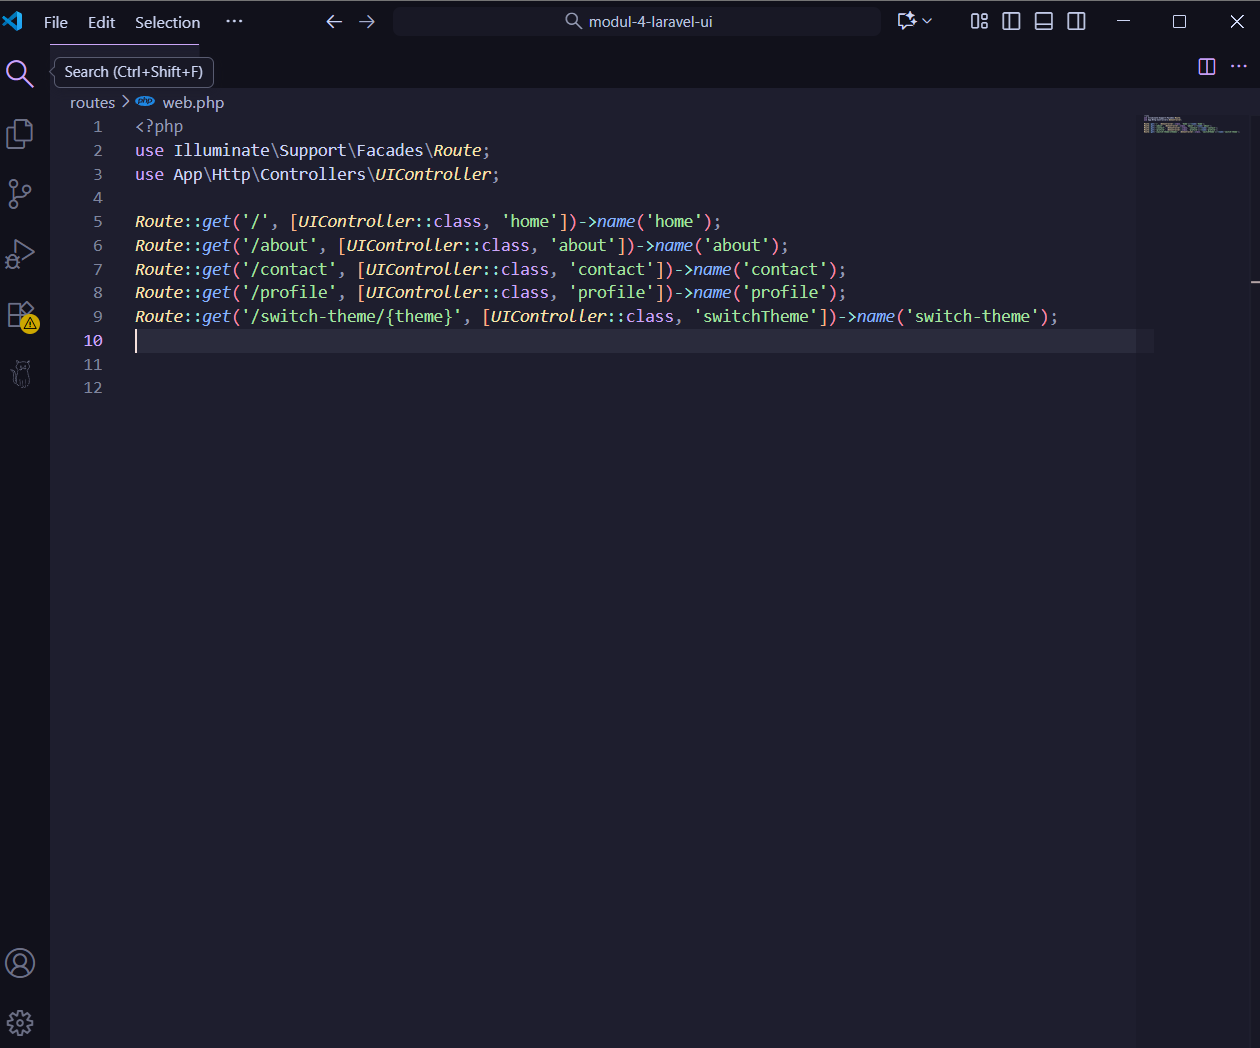 File Edit Selection ···
modul-4-laravel-ui
Search (Ctrl+Shift+F)
routes > php web.php
1 <?php
2 use Illuminate\Support\Facades\Route;
3 use App\Http\Controllers\UIController;
4
5 Route::get('/', [UIController::class, 'home'])->name('home');
6 Route::get('/about', [UIController::class, 'about'])->name('about');
7 Route::get('/contact', [UIController::class, 'contact'])->name('contact');
8 Route::get('/profile', [UIController::class, 'profile'])->name('profile');
9 Route::get('/switch-theme/{theme}', [UIController::class, 'switchTheme'])->name('switch-theme');
10
11
12